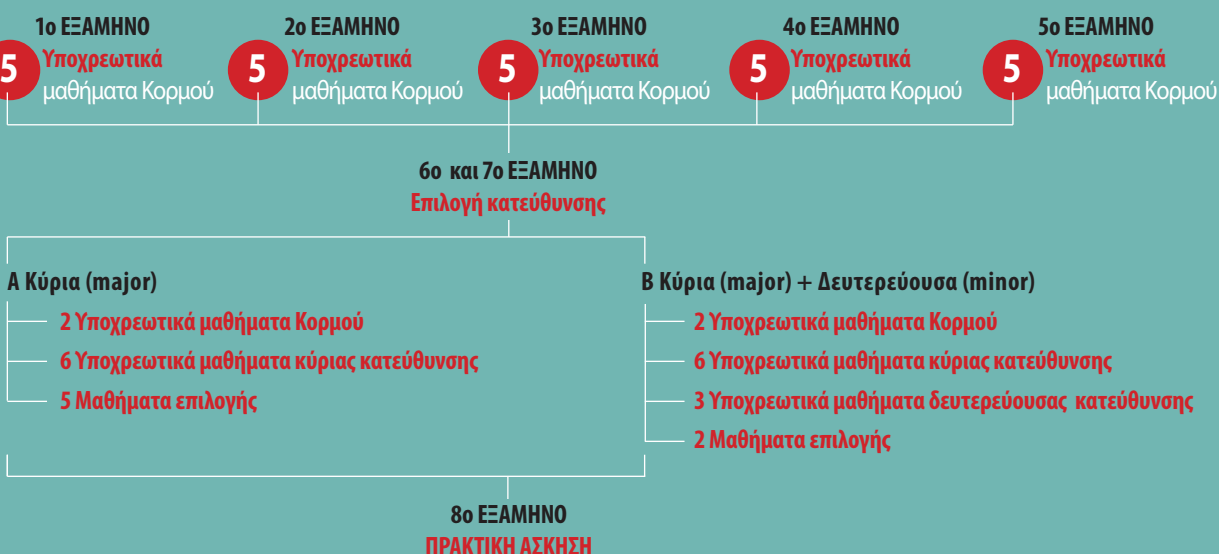 1ο ΕΞΑΜΗΝΟ
5 Υποχρεωτικά
μαθήματα Κορμού
2ο ΕΞΑΜΗΝΟ
5 Υποχρεωτικά
μαθήματα Κορμού
3ο ΕΞΑΜΗΝΟ
5 Υποχρεωτικά
μαθήματα Κορμού
4ο ΕΞΑΜΗΝΟ
5 Υποχρεωτικά
μαθήματα Κορμού
5ο ΕΞΑΜΗΝΟ
5 Υποχρεωτικά
μαθήματα Κορμού
6ο και 7ο ΕΞΑΜΗΝΟ
Επιλογή κατεύθυνσης
Α Κύρια (major)
2 Υποχρεωτικά μαθήματα Κορμού
6 Υποχρεωτικά μαθήματα κύριας κατεύθυνσης
5 Μαθήματα επιλογής
Β Κύρια (major) + Δευτερεύουσα (minor)
2 Υποχρεωτικά μαθήματα Κορμού
6 Υποχρεωτικά μαθήματα κύριας κατεύθυνσης
3 Υποχρεωτικά μαθήματα δευτερεύουσας κατεύθυνσης
2 Μαθήματα επιλογής
8ο ΕΞΑΜΗΝΟ
ΠΡΑΚΤΙΚΗ ΑΣΚΗΣΗ